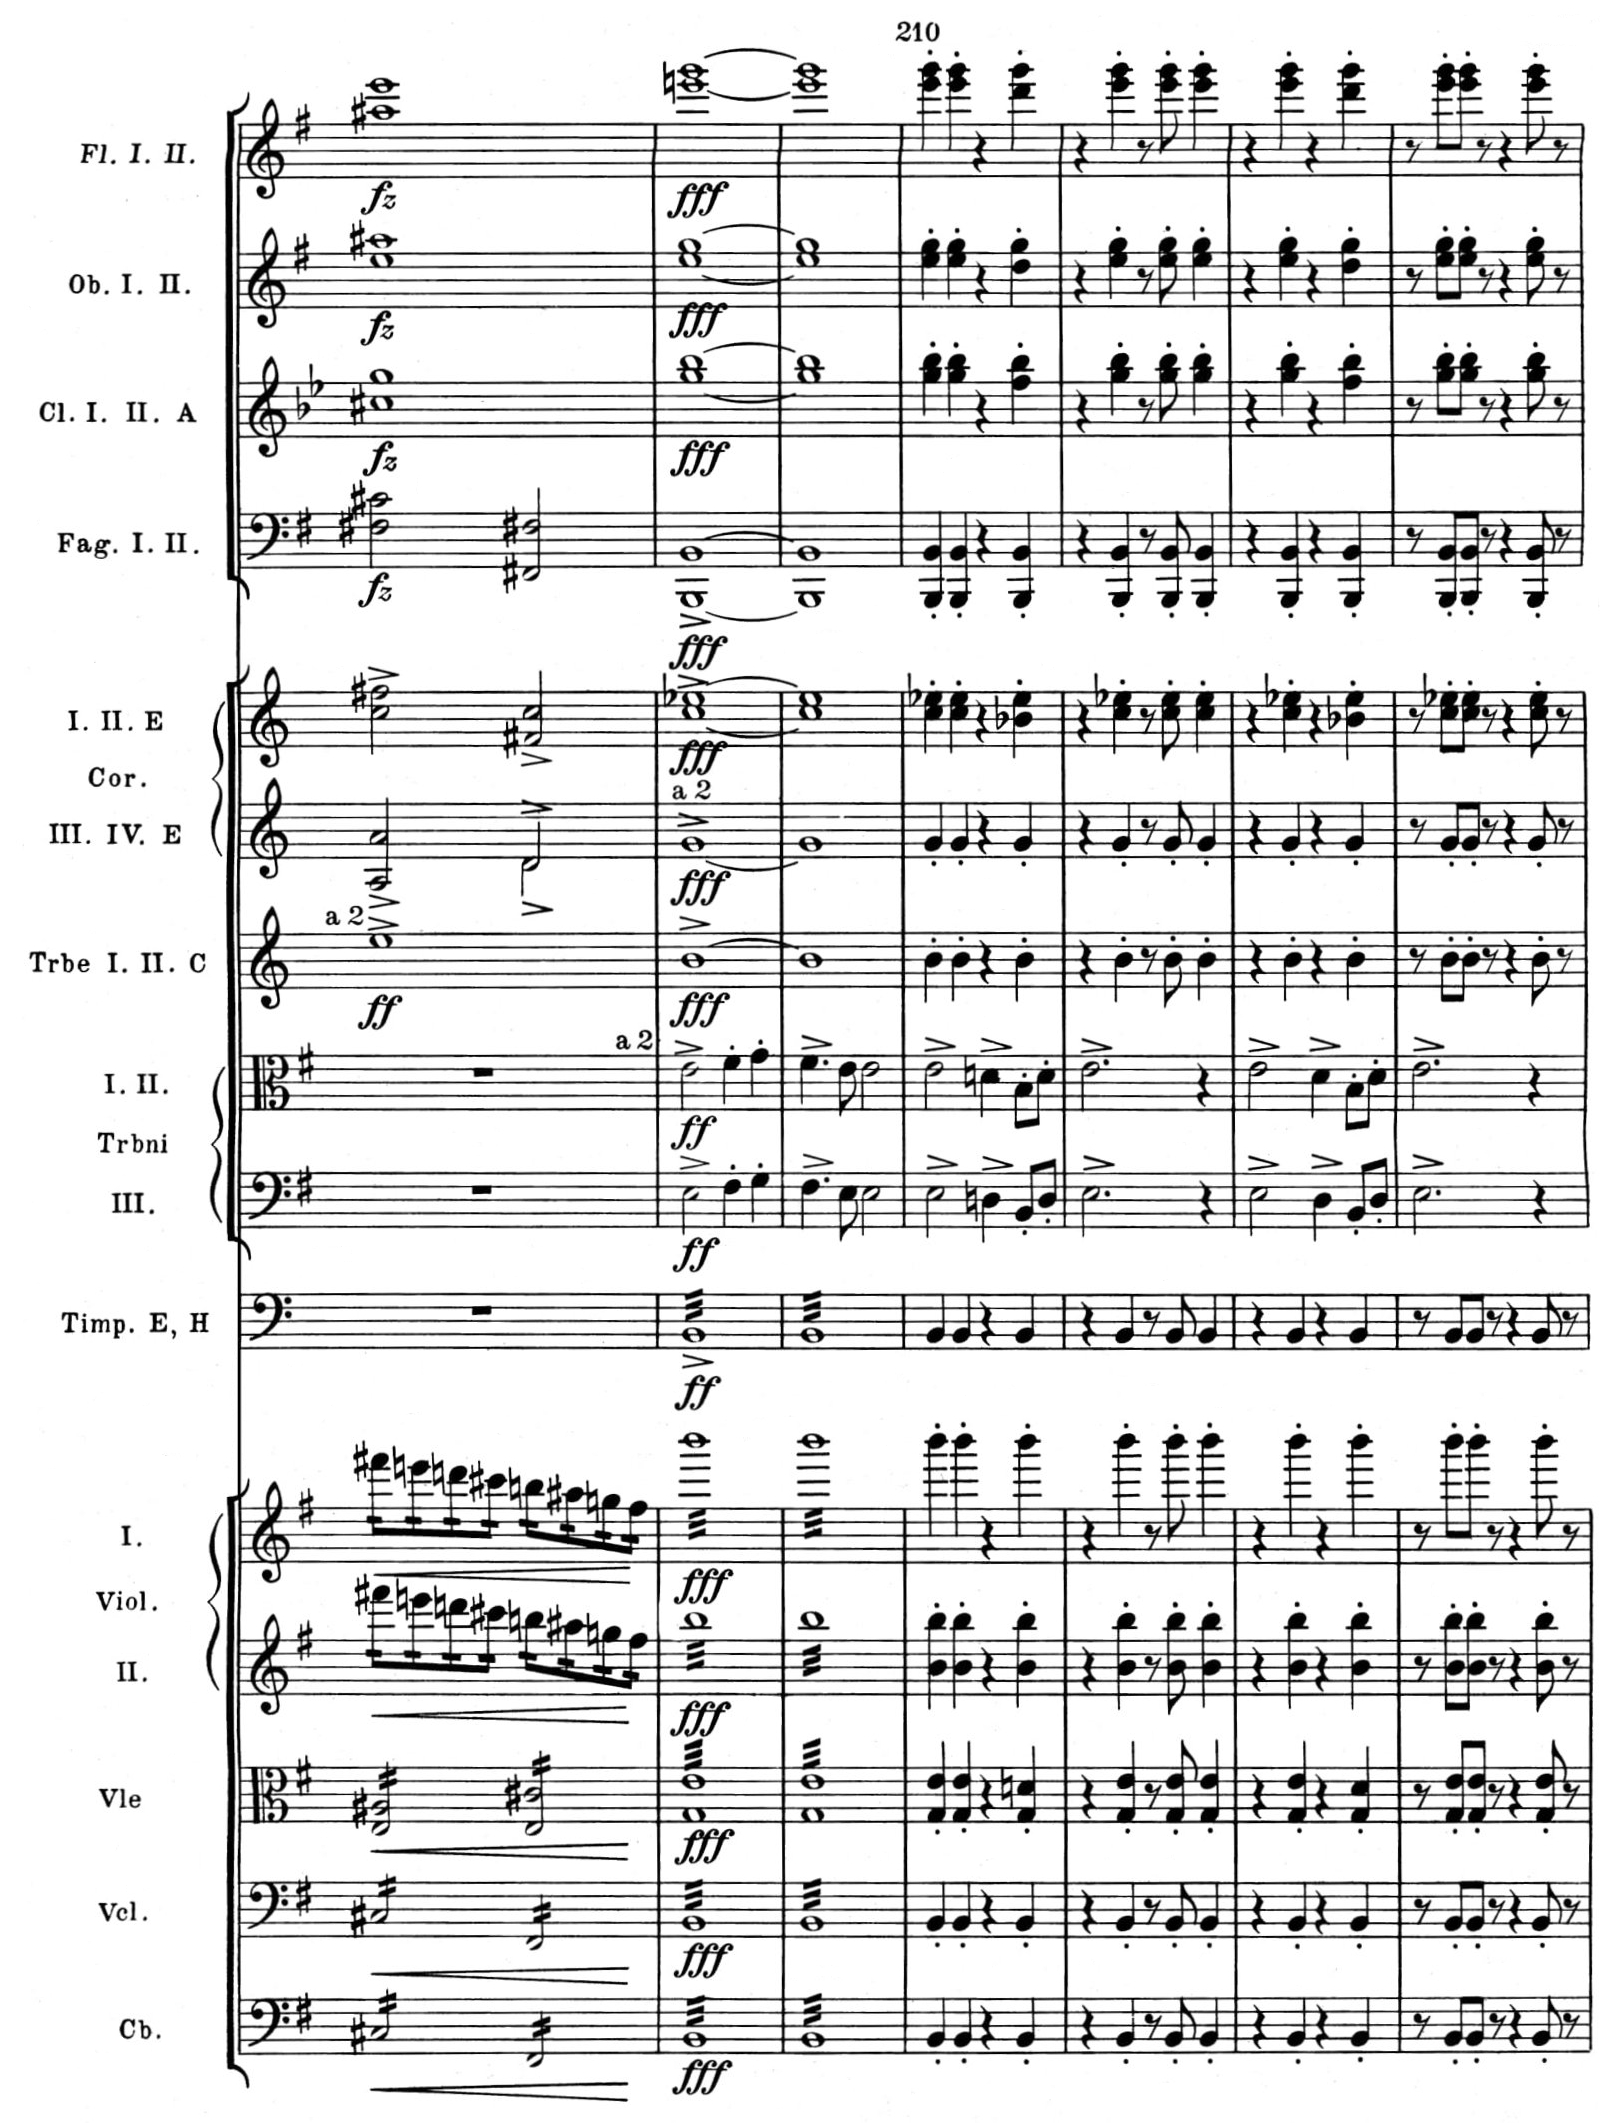 210
Fl. I. II.
fz
fff
Ob. I. II.
fz
fff
Cl. I. II. A
fz
fff
Fag. I. II.
fz
fff
I. II. E
fff
Cor.
a 2
III. IV. E
fff
a 2
Trbe I. II. C
ff
fff
a 2
I. II.
ff
Trbni
III.
ff
Timp. E, H
ff
I.
fff
Viol.
II.
fff
Vle
fff
Vcl.
fff
Cb.
fff